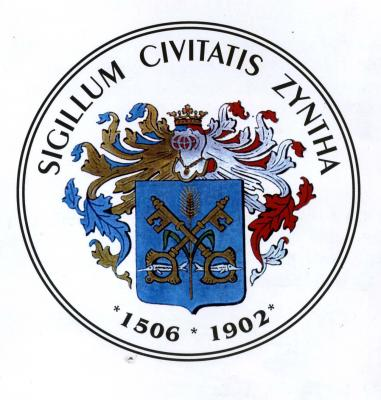 SIGILLUM CIVITATIS ZYNTHA
*1506 * 1902*